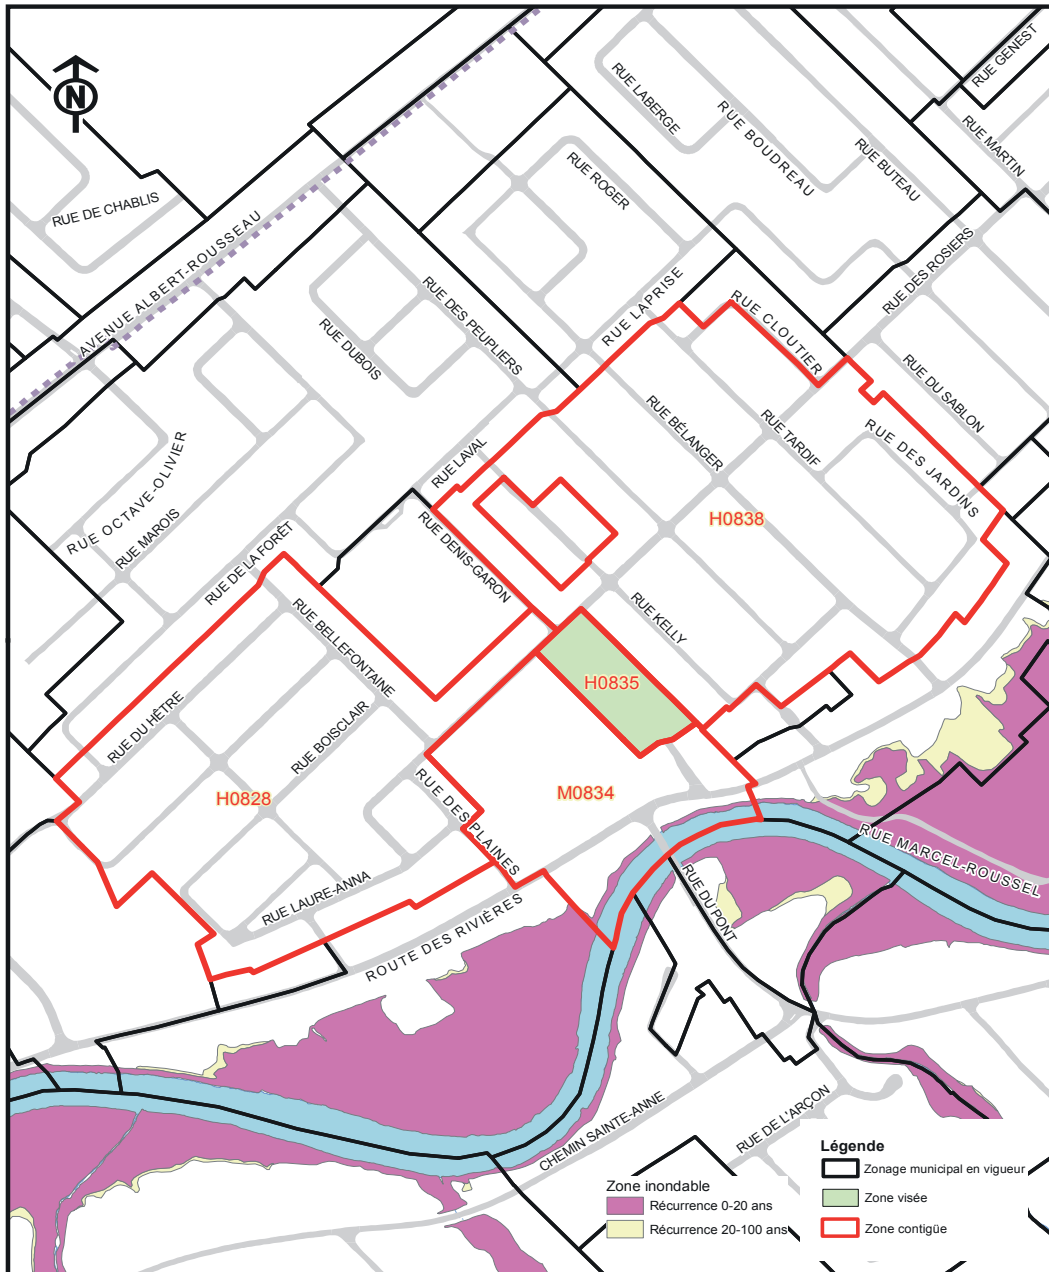 N
RUE GENEST
RUE LABERGE
RUE BOUDREAU
RUE MARTIN
RUE BUTEAU
RUE ROGER
RUE DE CHABLIS
AVENUE ALBERT-ROUSSEAU
RUE DES ROSIERS
RUE DES PEUPLIERS
RUE LAPRISE
RUE CLOUTIER
RUE DUBOIS
RUE DU SABLON
RUE BÉLANGER
RUE TARDIF
RUE DES JARDINS
RUE OCTAVE-OLIVIER
RUE LAVAL
RUE MAROIS
RUE DENIS-GARON
H0838
RUE DE LA FORÊT
RUE KELLY
RUE BELLEFONTAINE
H0835
RUE DU HÊTRE
RUE BOISCLAIR
H0828
RUE DES PLAINES
M0834
RUE MARCEL-ROUSSEL
RUE LAURE-ANNA
RUE DU PONT
ROUTE DES RIVIÈRES
CHEMIN SAINTE-ANNE
RUE DE L'ARÇON
Zone inondable
Récurrence 0-20 ans
Récurrence 20-100 ans
Légende
Zonage municipal en vigueur
Zone visée
Zone contigüe